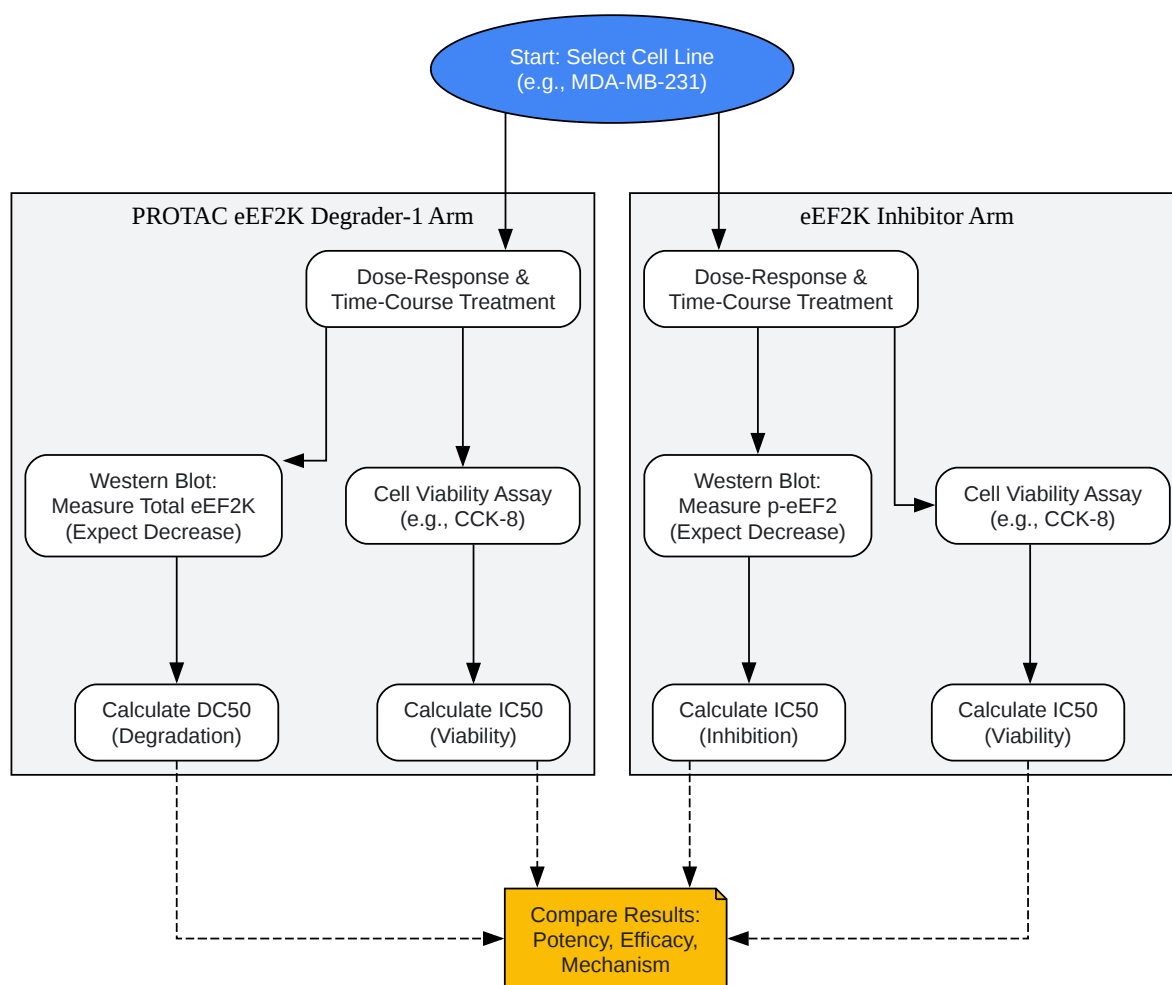 Start: Select Cell Line
(e.g., MDA-MB-231)
PROTAC eEF2K Degrader-1 Arm
Dose-Response &
Time-Course Treatment
Western Blot:
Measure Total eEF2K
(Expect Decrease)
Cell Viability Assay
(e.g., CCK-8)
Calculate DC50
(Degradation)
Calculate IC50
(Viability)
eEF2K Inhibitor Arm
Dose-Response &
Time-Course Treatment
Western Blot:
Measure p-eEF2
(Expect Decrease)
Cell Viability Assay
(e.g., CCK-8)
Calculate IC50
(Inhibition)
Calculate IC50
(Viability)
Compare Results:
Potency, Efficacy,
Mechanism